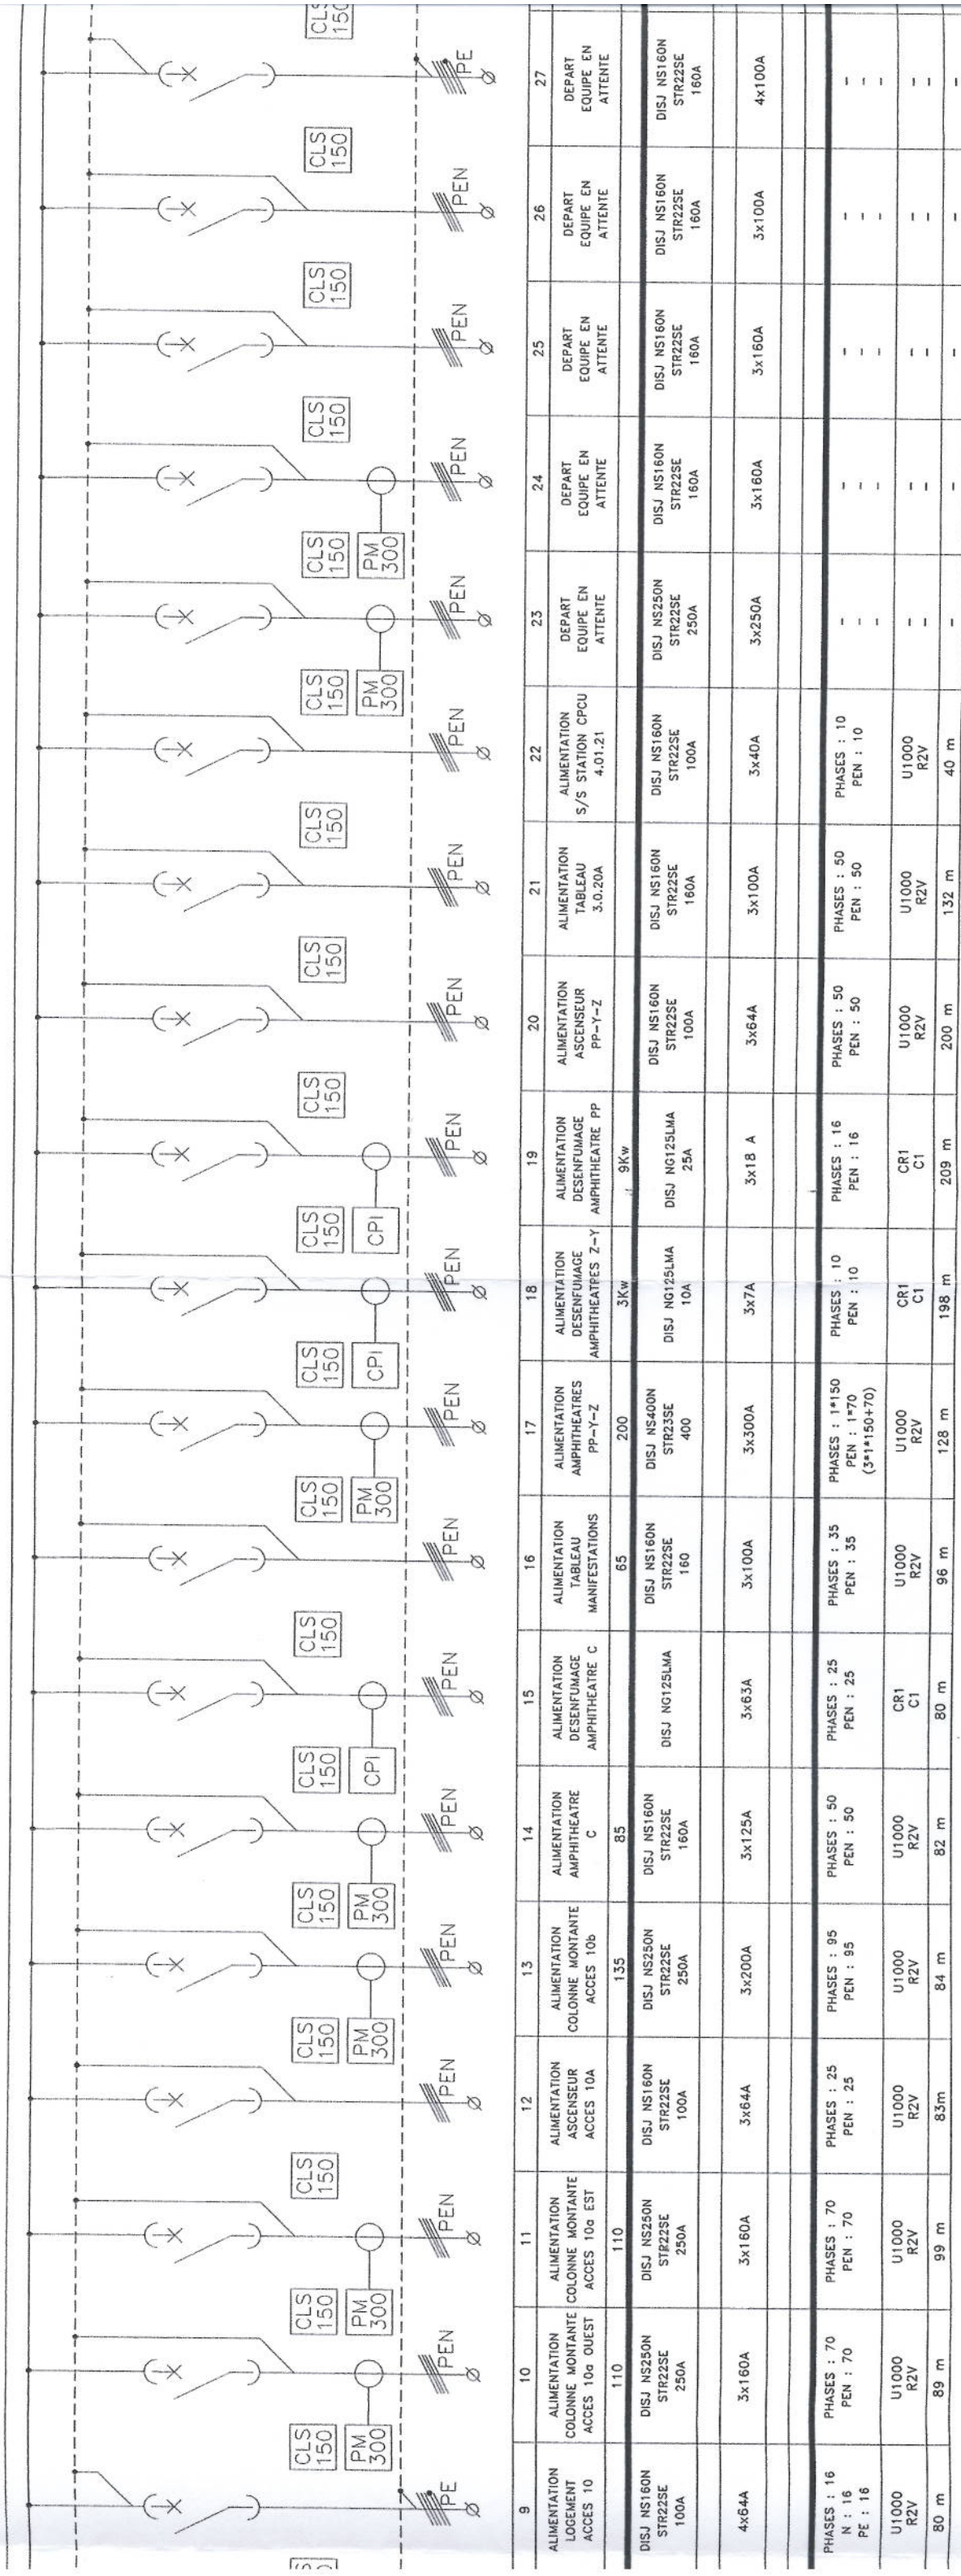 PE
9
ALIMENTATION
LOGEMENT
ACCES 10
DISJ NS160N
STR22SE
100A
4x64A
PHASES : 16
N : 16
PE : 16
U1000
R2V
80 m
CLS
150
PM
300
PEN
10
ALIMENTATION
COLONNE MONTANTE
ACCES 10a OUEST
110
DISJ NS250N
STR22SE
250A
3x160A
PHASES : 70
PEN : 70
U1000
R2V
89 m
CLS
150
PM
300
PEN
11
ALIMENTATION
COLONNE MONTANTE
ACCES 10a EST
110
DISJ NS250N
STR22SE
250A
3x160A
PHASES : 70
PEN : 70
U1000
R2V
99 m
CLS
150
PEN
12
ALIMENTATION
ASCENSEUR
ACCES 10A
DISJ NS160N
STR22SE
100A
3x64A
PHASES : 25
PEN : 25
U1000
R2V
83m
CLS
150
PM
300
PEN
13
ALIMENTATION
COLONNE MONTANTE
ACCES 10b
135
DISJ NS250N
STR22SE
250A
3x200A
PHASES : 95
PEN : 95
U1000
R2V
84 m
CLS
150
PM
300
PEN
14
ALIMENTATION
AMPHITHEATRE
C
85
DISJ NS160N
STR22SE
160A
3x125A
PHASES : 50
PEN : 50
U1000
R2V
82 m
CLS
150
CPI
PEN
15
ALIMENTATION
DESENFUMAGE
AMPHITHEATRE C
DISJ NG125LMA
3x63A
PHASES : 25
PEN : 25
CR1
C1
80 m
CLS
150
PEN
16
ALIMENTATION
TABLEAU
MANIFESTATIONS
65
DISJ NS160N
STR22SE
160
3x100A
PHASES : 35
PEN : 35
U1000
R2V
96 m
CLS
150
PM
300
PEN
17
ALIMENTATION
AMPHITHEATRES
PP-Y-Z
200
DISJ NS400N
STR23SE
400
3x300A
PHASES : 1*150
PEN : 1*70
(3*1*150+70)
U1000
R2V
128 m
CLS
150
CPI
PEN
18
ALIMENTATION
DESENFUMAGE
AMPHITHEATPES Z-Y
3Kw
DISJ NG125LMA
10A
3x7A
PHASES : 10
PEN : 10
CR1
C1
198 m
CLS
150
CPI
PEN
19
ALIMENTATION
DESENFUMAGE
AMPHITHEATRE PP
9Kw
DISJ NG125LMA
25A
3x18 A
PHASES : 16
PEN : 16
CR1
C1
209 m
CLS
150
PEN
20
ALIMENTATION
ASCENSEUR
PP-Y-Z
DISJ NS160N
STR22SE
100A
3x64A
PHASES : 50
PEN : 50
U1000
R2V
200 m
CLS
150
PEN
21
ALIMENTATION
TABLEAU
3.0.20A
DISJ NS160N
STR22SE
160A
3x100A
PHASES : 50
PEN : 50
U1000
R2V
132 m
CLS
150
PEN
22
ALIMENTATION
S/S STATION CPCU
4.01.21
DISJ NS160N
STR22SE
100A
3x40A
PHASES : 10
PEN : 10
U1000
R2V
40 m
CLS
150
PM
300
PEN
23
DEPART
EQUIPE EN
ATTENTE
DISJ NS250N
STR22SE
250A
3x250A
-
-
-
-
-
-
CLS
150
PM
300
PEN
24
DEPART
EQUIPE EN
ATTENTE
DISJ NS160N
STR22SE
160A
3x160A
-
-
-
-
-
-
CLS
150
PEN
25
DEPART
EQUIPE EN
ATTENTE
DISJ NS160N
STR22SE
160A
3x160A
-
-
-
-
-
-
CLS
150
PEN
26
DEPART
EQUIPE EN
ATTENTE
DISJ NS160N
STR22SE
160A
3x100A
-
-
-
-
-
-
CLS
150
PE
27
DEPART
EQUIPE EN
ATTENTE
DISJ NS160N
STR22SE
160A
4x100A
-
-
-
-
-
-
CLS
150